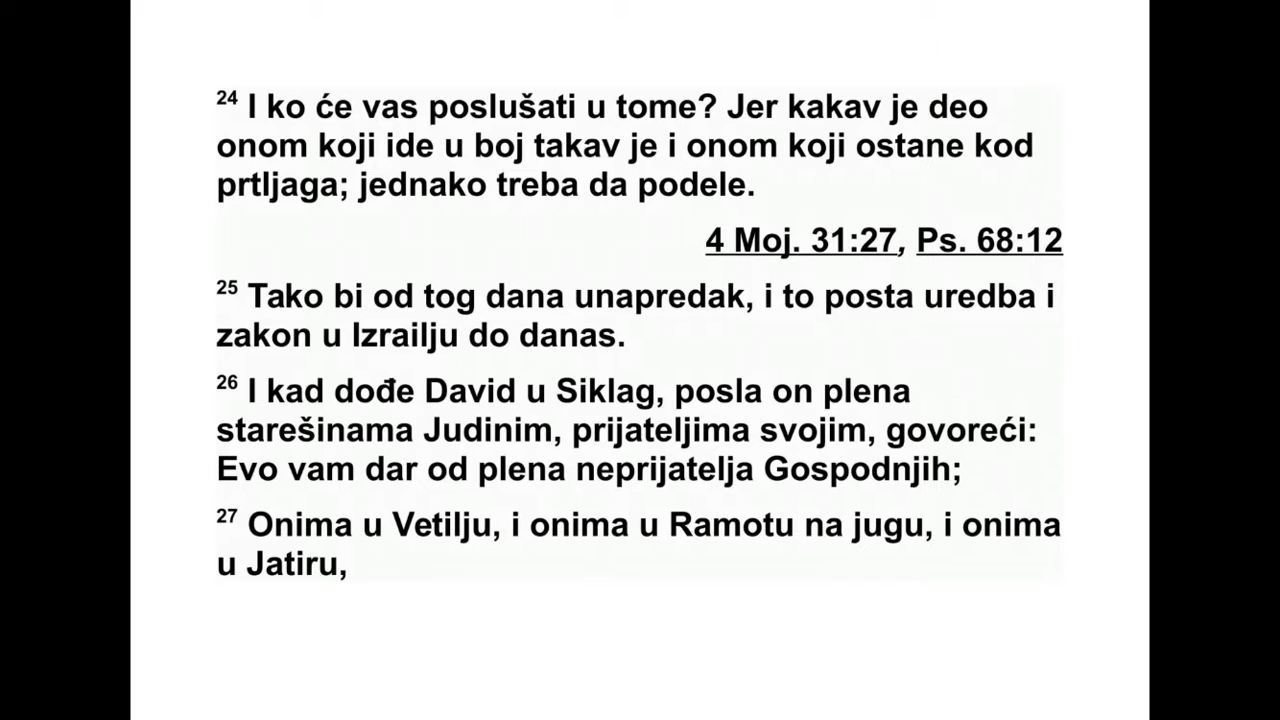 24 I ko će vas poslušati u tome? Jer kakav je deo
onom koji ide u boj takav je i onom koji ostane kod
prtljaga; jednako treba da podele.
4 Moj. 31:27, Ps. 68:12
25 Tako bi od tog dana unapredak, i to posta uredba i
zakon u Izrailju do danas.
26 I kad dođe David u Siklag, posla on plena
starešinama Judinim, prijateljima svojim, govoreći:
Evo vam dar od plena neprijatelja Gospodnjih;
27 Onima u Vetilju, i onima u Ramotu na jugu, i onima
u Jatiru,